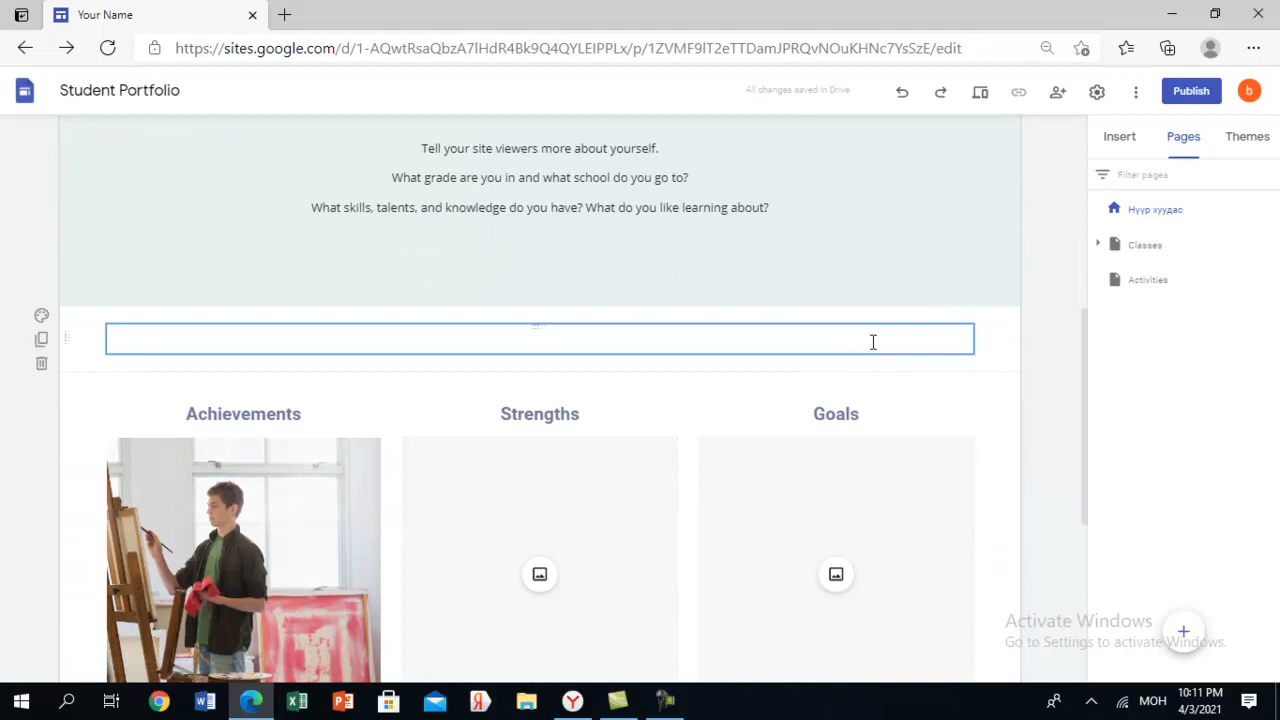 Your Name
https://sites.google.com/d/1-AQwtRsaQbzA7lHdR4Bk9Q4QYLEIPPLx/p/1ZVMF9lT2eTTDamJPRQvNOuKHNc7YsSzE/edit
Student Portfolio
All changes saved in Drive
Publish
b
Insert
Pages
Themes
Filter pages
Нүүр хуудас
Classes
Activities
Tell your site viewers more about yourself.
What grade are you in and what school do you go to?
What skills, talents, and knowledge do you have? What do you like learning about?
Achievements
Strengths
Goals
Activate Windows
Go to Settings to activate Windows.
МОН
10:11 PM
4/3/2021